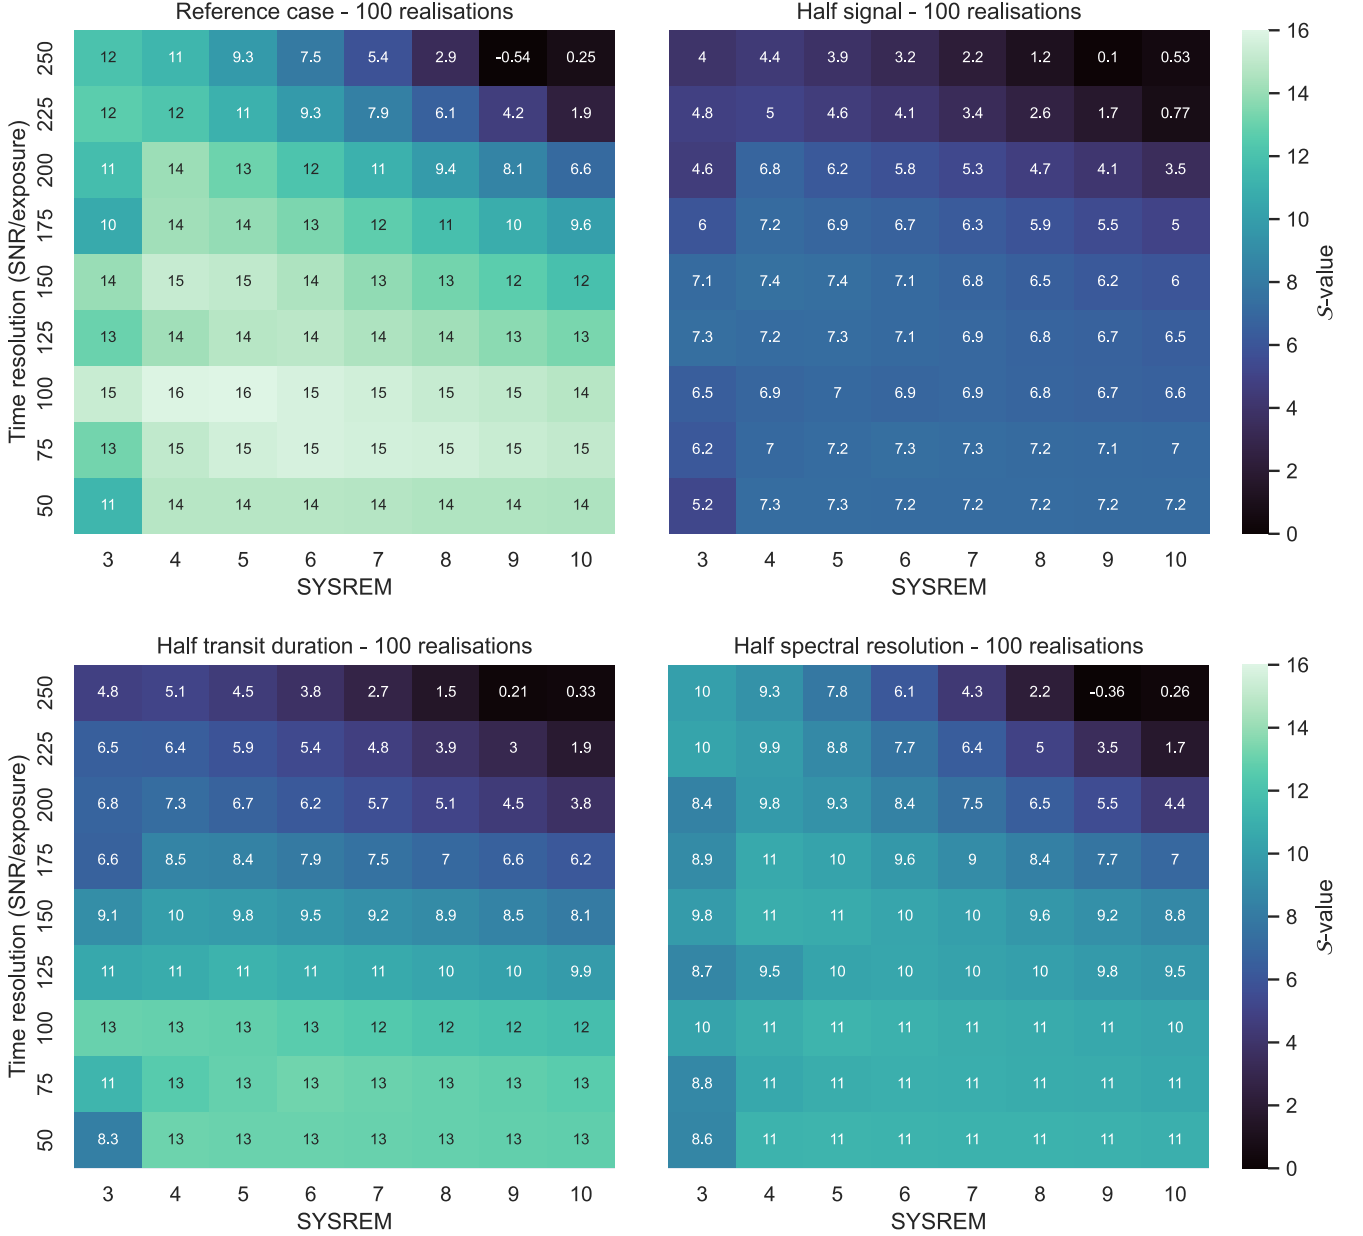 Reference case - 100 realisations
Time resolution (SNR/exposure)
250 12 11 9.3 7.5 5.4 2.9 -0.54 0.25
225 12 12 11 9.3 7.9 6.1 4.2 1.9
200 11 14 13 12 11 9.4 8.1 6.6
175 10 14 14 13 12 11 10 9.6
150 14 15 15 14 13 13 12 12
125 13 14 14 14 14 14 13 13
100 15 16 16 15 15 15 15 14
75 13 15 15 15 15 15 15 15
50 11 14 14 14 14 14 14 14
3 4 5 6 7 8 9 10
SYSREM
Half signal - 100 realisations
4 4.4 3.9 3.2 2.2 1.2 0.1 0.53
4.8 5 4.6 4.1 3.4 2.6 1.7 0.77
4.6 6.8 6.2 5.8 5.3 4.7 4.1 3.5
6 7.2 6.9 6.7 6.3 5.9 5.5 5
7.1 7.4 7.4 7.1 6.8 6.5 6.2 6
7.3 7.2 7.3 7.1 6.9 6.8 6.7 6.5
6.5 6.9 7 6.9 6.9 6.8 6.7 6.6
6.2 7 7.2 7.3 7.3 7.2 7.1 7
5.2 7.3 7.3 7.2 7.2 7.2 7.2 7.2
3 4 5 6 7 8 9 10
SYSREM
16
14
12
10
8
6
4
2
0
S-value
Half transit duration - 100 realisations
Time resolution (SNR/exposure)
250 4.8 5.1 4.5 3.8 2.7 1.5 0.21 0.33
225 6.5 6.4 5.9 5.4 4.8 3.9 3 1.9
200 6.8 7.3 6.7 6.2 5.7 5.1 4.5 3.8
175 6.6 8.5 8.4 7.9 7.5 7 6.6 6.2
150 9.1 10 9.8 9.5 9.2 8.9 8.5 8.1
125 11 11 11 11 11 10 10 9.9
100 13 13 13 13 12 12 12 12
75 11 13 13 13 13 13 13 13
50 8.3 13 13 13 13 13 13 13
3 4 5 6 7 8 9 10
SYSREM
Half spectral resolution - 100 realisations
10 9.3 7.8 6.1 4.3 2.2 -0.36 0.26
10 9.9 8.8 7.7 6.4 5 3.5 1.7
8.4 9.8 9.3 8.4 7.5 6.5 5.5 4.4
8.9 11 10 9.6 9 8.4 7.7 7
9.8 11 11 10 10 9.6 9.2 8.8
8.7 9.5 10 10 10 10 9.8 9.5
10 11 11 11 11 11 11 10
8.8 11 11 11 11 11 11 11
8.6 11 11 11 11 11 11 11
3 4 5 6 7 8 9 10
SYSREM
16
14
12
10
8
6
4
2
0
S-value